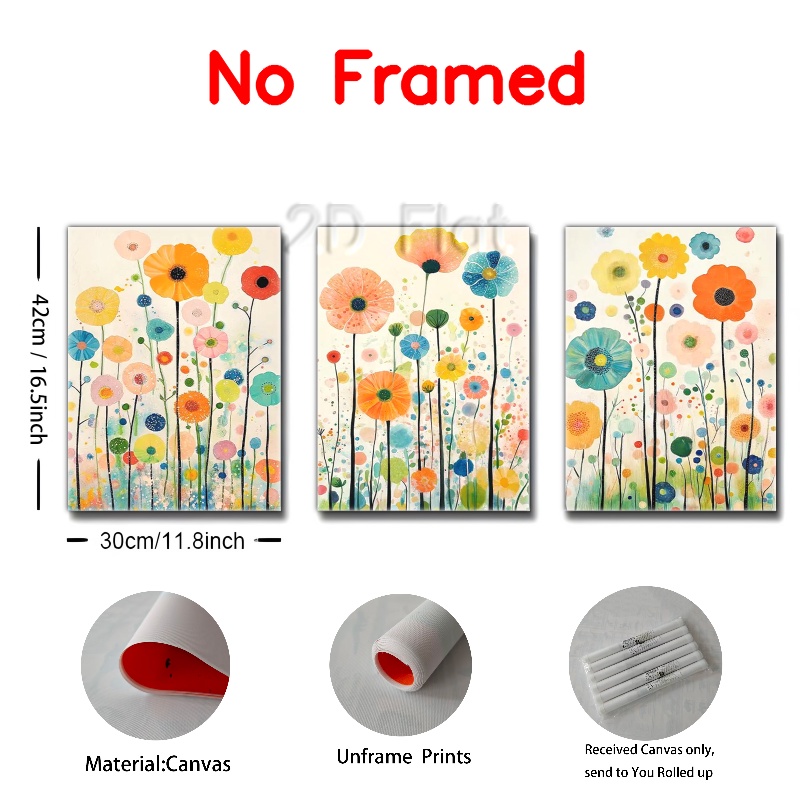 No Framed
2D Flat
42cm / 16.5inch
30cm/11.8inch
Material:Canvas
Unframe Prints
Received Canvas only,
send to You Rolled up